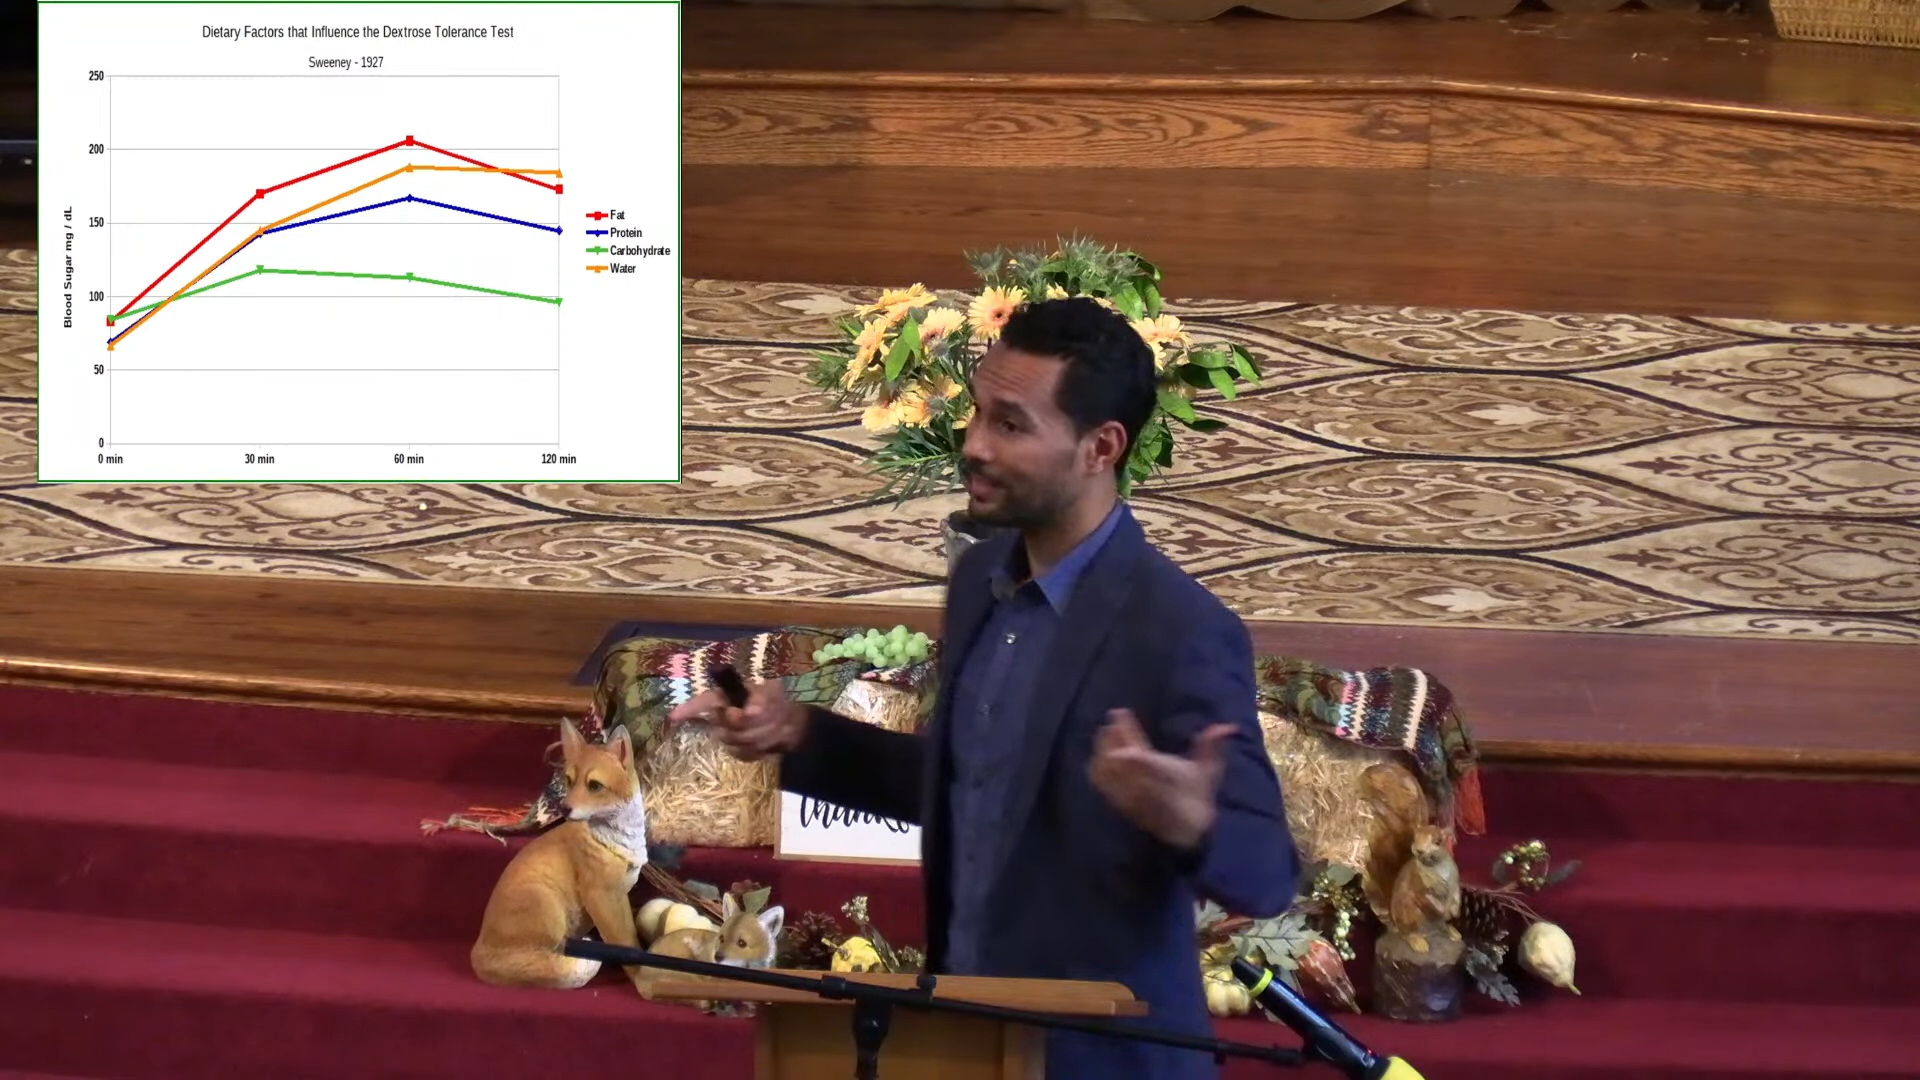 Dietary Factors that Influence the Dextrose Tolerance Test
Sweeney - 1927
Blood Sugar mg / dL
250
200
150
100
50
0
0 min
30 min
60 min
120 min
Fat
Protein
Carbohydrate
Water